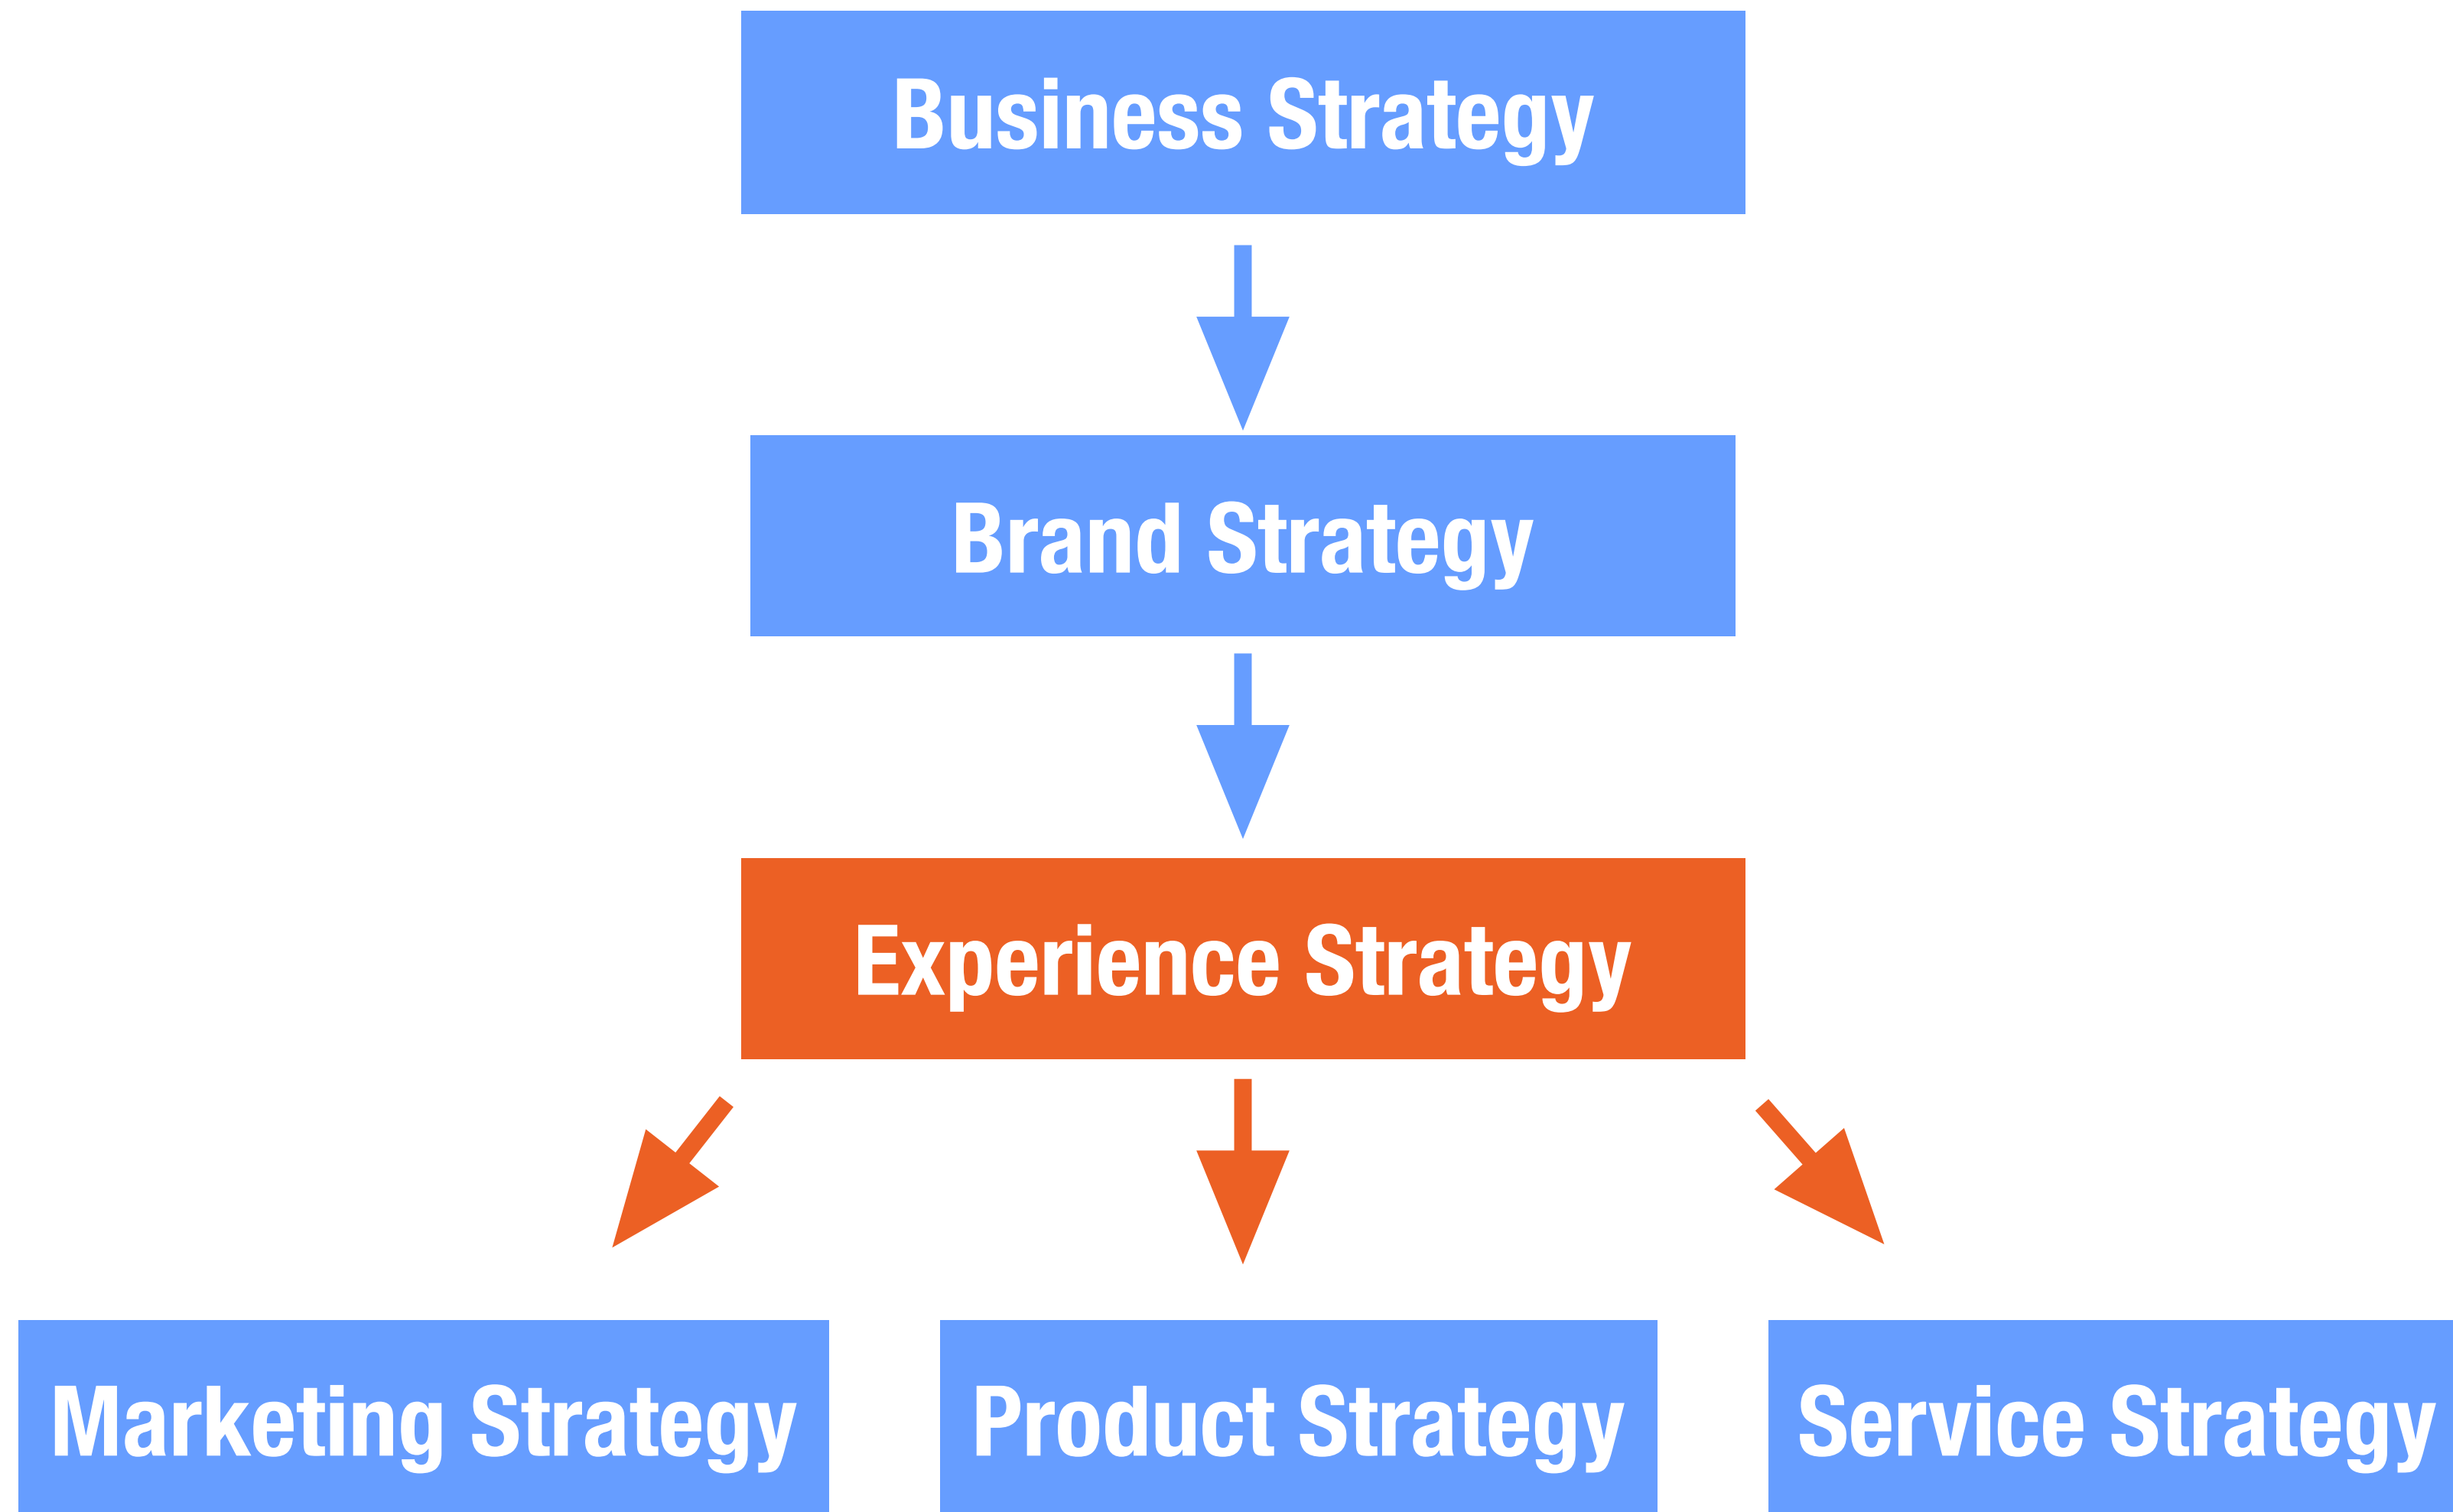 Business Strategy
Brand Strategy
Experience Strategy
Marketing Strategy
Product Strategy
Service Strategy